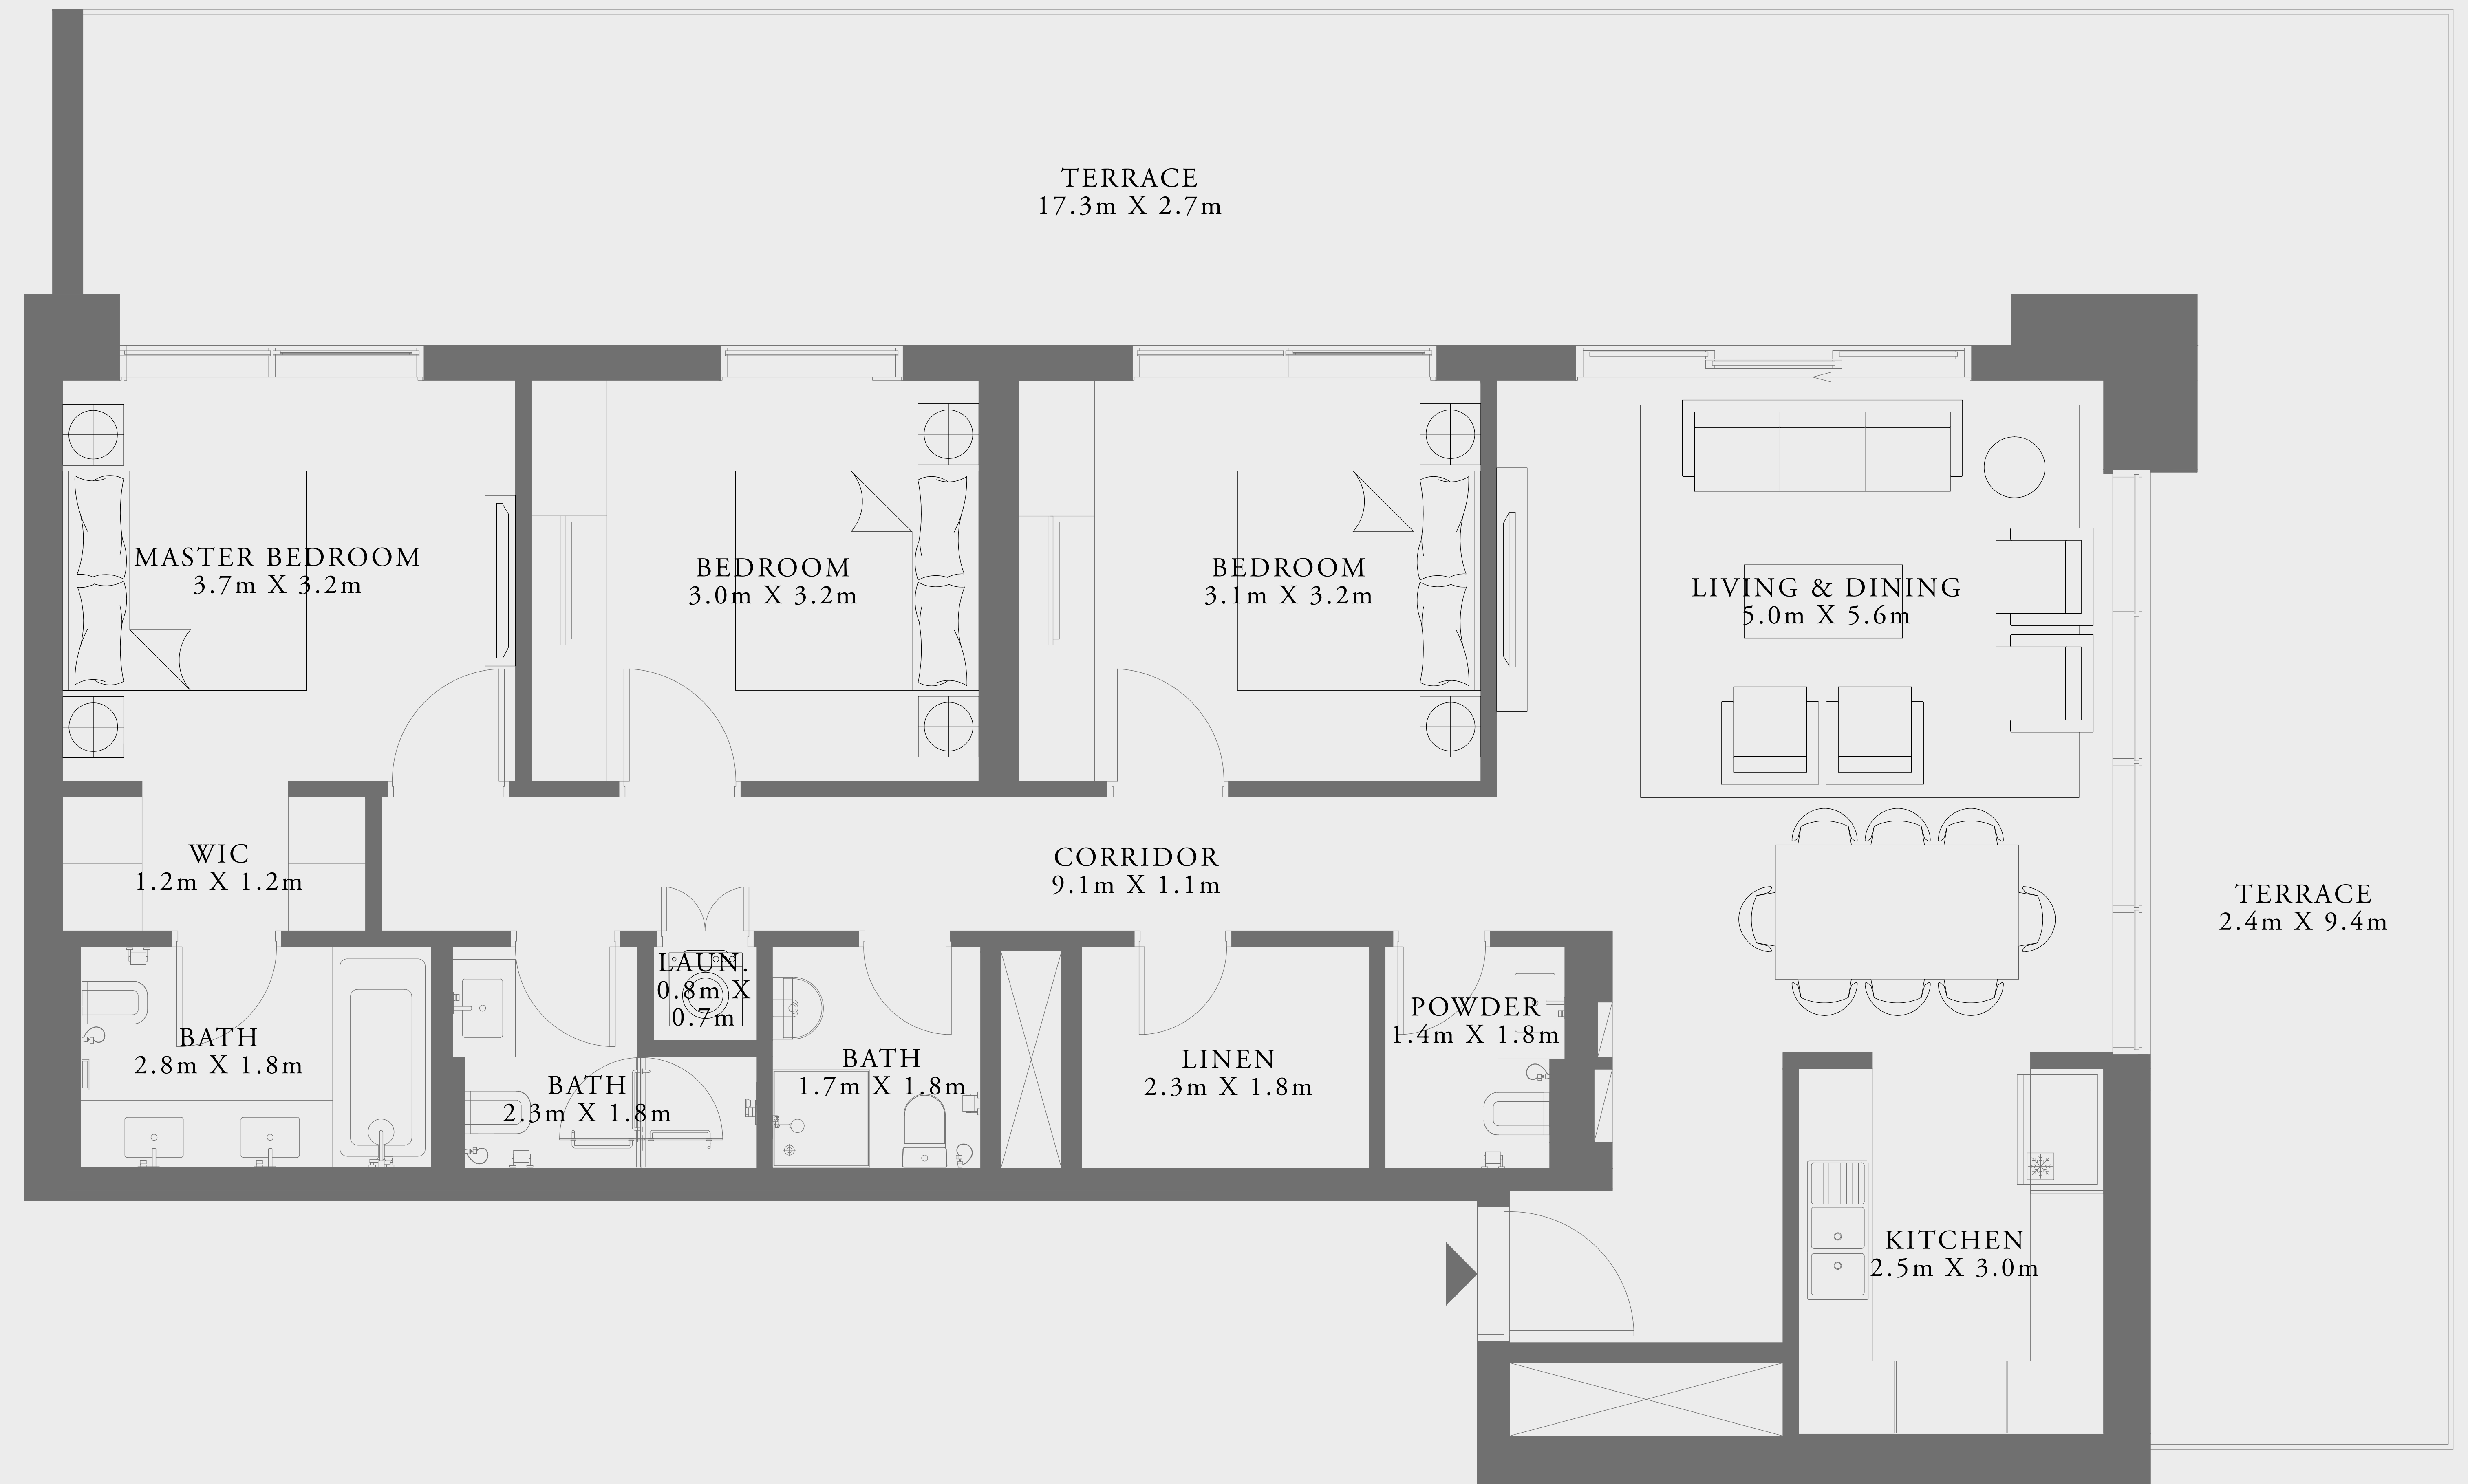 TERRACE
17.3m X 2.7m
MASTER BEDROOM
3.7m X 3.2m
BEDROOM
3.0m X 3.2m
BEDROOM
3.1m X 3.2m
LIVING & DINING
5.0m X 5.6m
WIC
1.2m X 1.2m
CORRIDOR
9.1m X 1.1m
TERRACE
2.4m X 9.4m
BATH
2.8m X 1.8m
BATH
2.3m X 1.8m
LAUN.
0.8m X
0.7m
BATH
1.7m X 1.8m
LINEN
2.3m X 1.8m
POWDER
1.4m X 1.8m
KITCHEN
2.5m X 3.0m